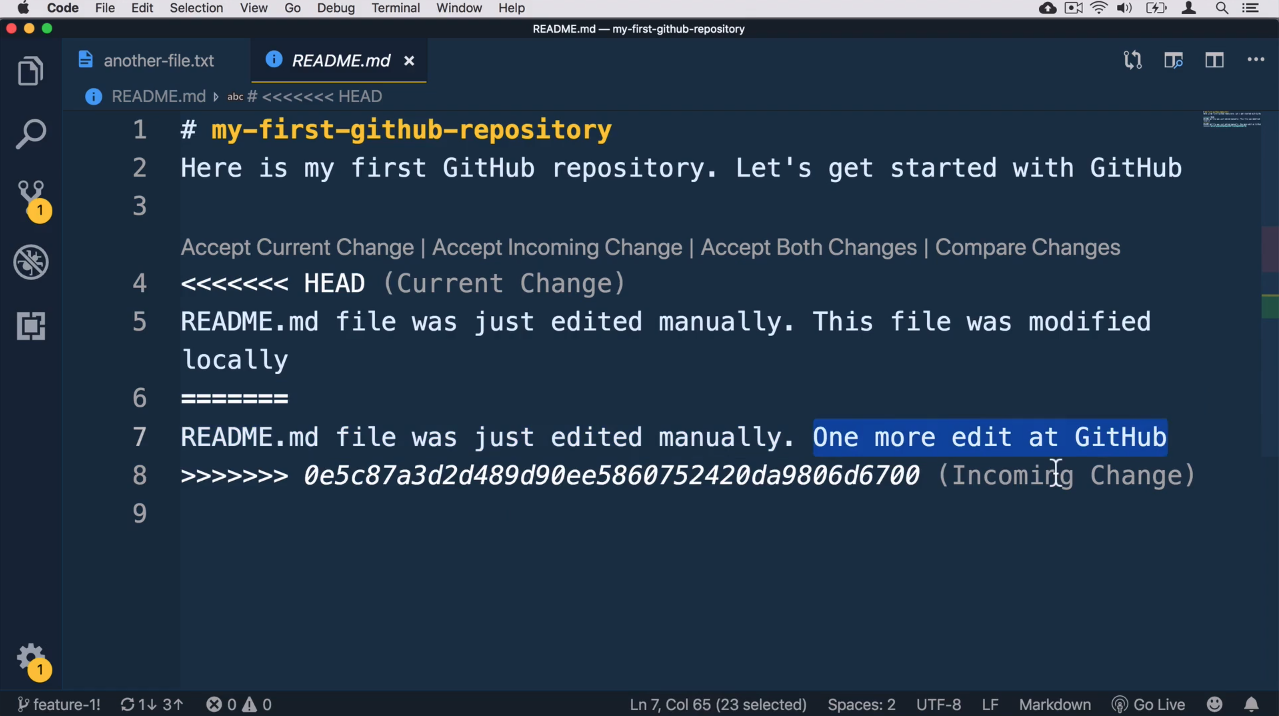 Code File Edit Selection View Go Debug Terminal Window Help
README.md — my-first-github-repository
another-file.txt README.md ×
README.md abc # <<<<<<< HEAD
1 # my-first-github-repository
2 Here is my first GitHub repository. Let's get started with GitHub
3
Accept Current Change | Accept Incoming Change | Accept Both Changes | Compare Changes
4 <<<<<<< HEAD (Current Change)
5 README.md file was just edited manually. This file was modified
locally
6 =======
7 README.md file was just edited manually. One more edit at GitHub
8 >>>>>>> 0e5c87a3d2d489d90ee5860752420da9806d6700 (Incoming Change)
9
1
1
feature-1! 1↓ 3↑ 0 0 Ln 7, Col 65 (23 selected) Spaces: 2 UTF-8 LF Markdown Go Live